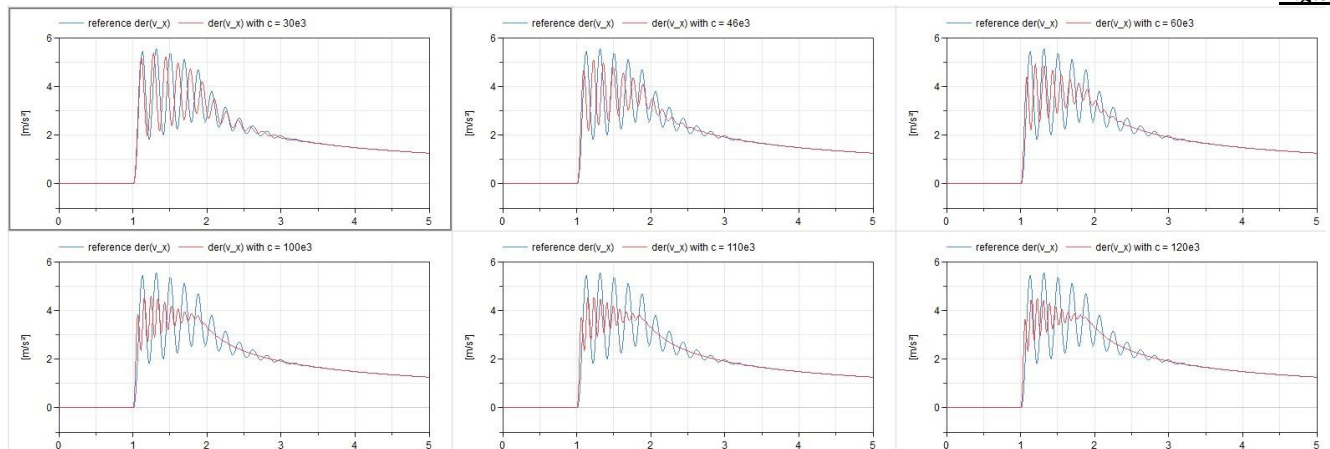 reference der(v_x) der(v_x) with c = 30e3
6
4
2
0
[m/s²]
0 1 2 3 4 5
reference der(v_x) der(v_x) with c = 46e3
6
4
2
0
[m/s²]
0 1 2 3 4 5
reference der(v_x) der(v_x) with c = 60e3
6
4
2
0
[m/s²]
0 1 2 3 4 5
reference der(v_x) der(v_x) with c = 100e3
6
4
2
0
[m/s²]
0 1 2 3 4 5
reference der(v_x) der(v_x) with c = 110e3
6
4
2
0
[m/s²]
0 1 2 3 4 5
reference der(v_x) der(v_x) with c = 120e3
6
4
2
0
[m/s²]
0 1 2 3 4 5